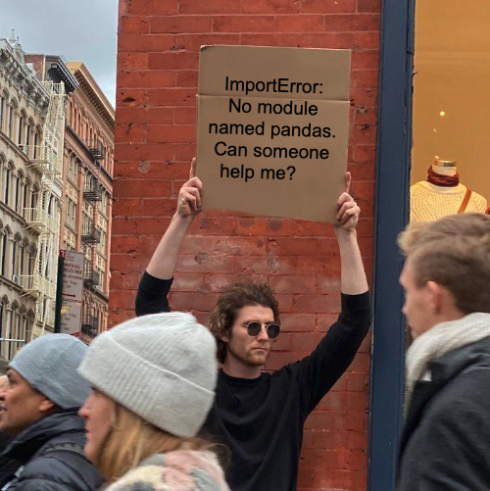 ImportError:
No module
named pandas.
Can someone
help me?